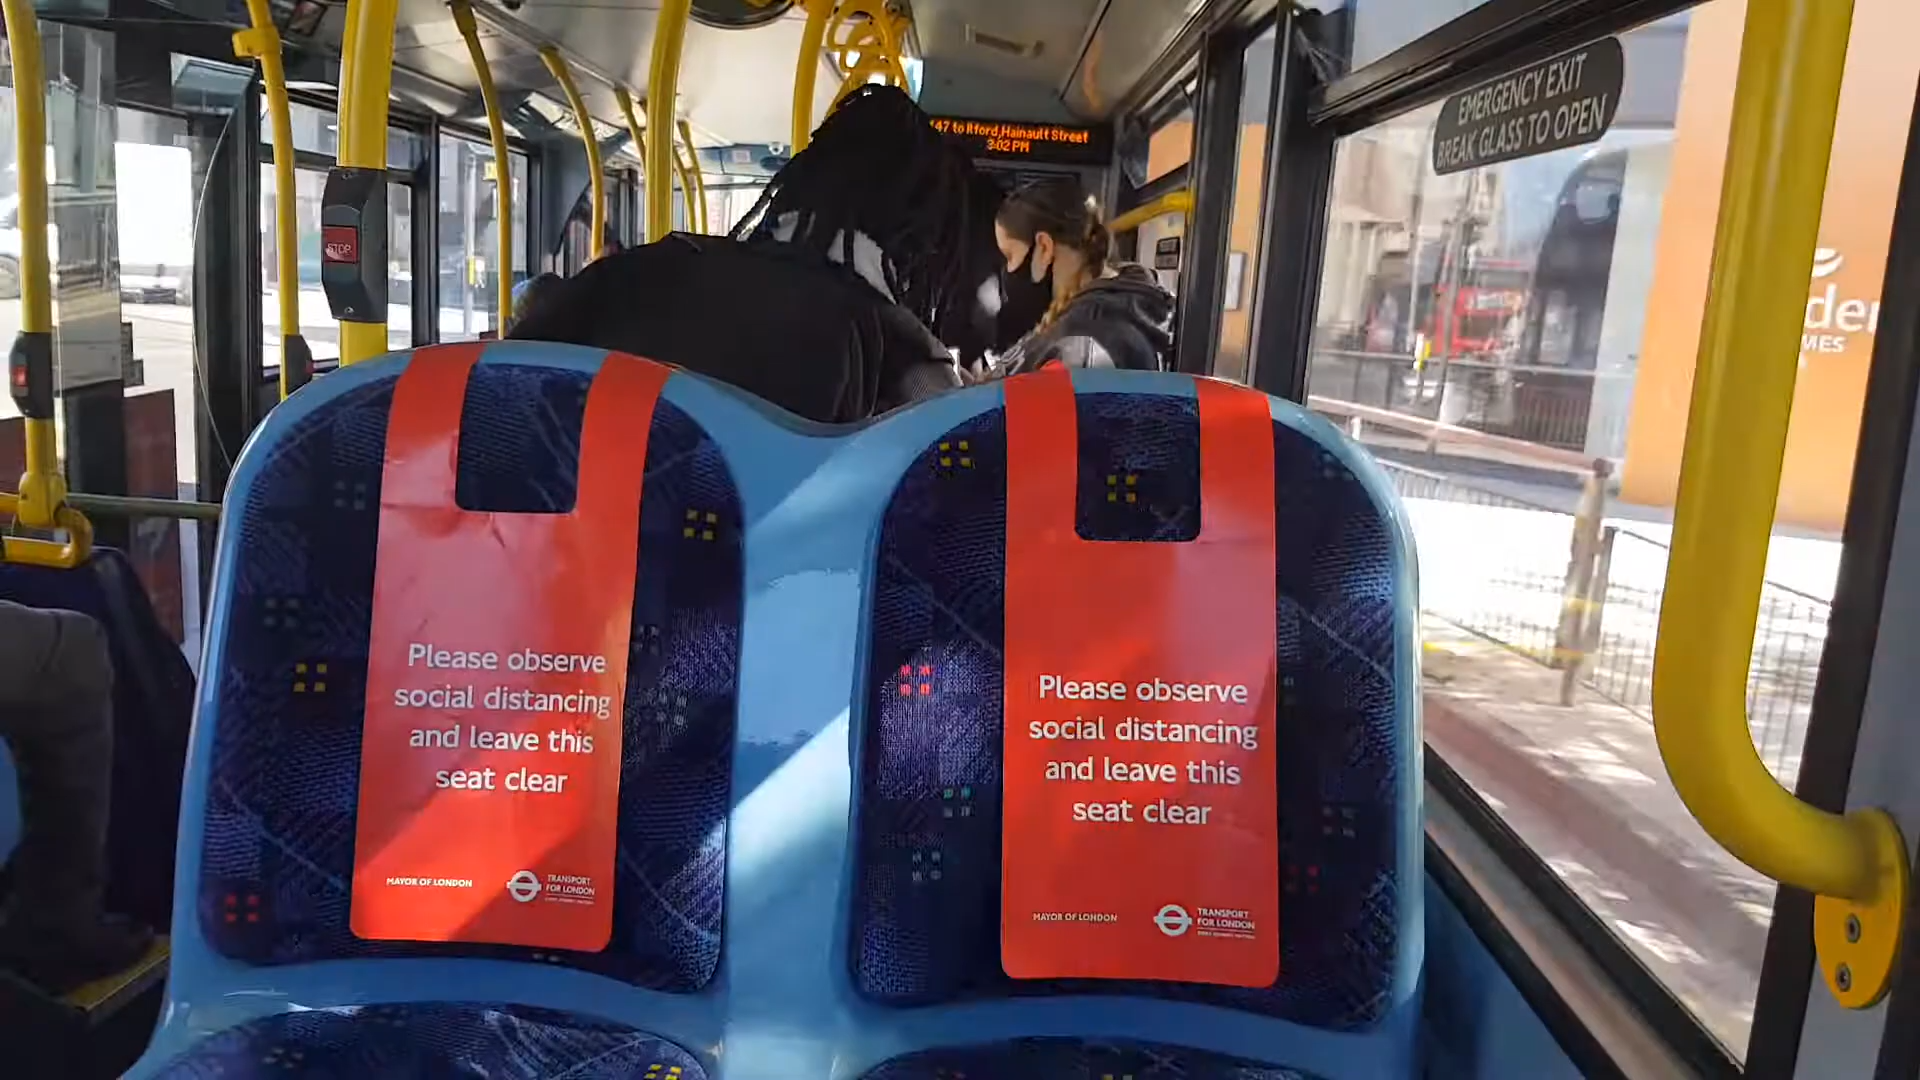 147 to Ilford,Hainault Street
3:02 PM
EMERGENCY EXIT
BREAK GLASS TO OPEN
STOP
Please observe
social distancing
and leave this
seat clear
MAYOR OF LONDON
TRANSPORT
FOR LONDON
Please observe
social distancing
and leave this
seat clear
MAYOR OF LONDON
TRANSPORT
FOR LONDON